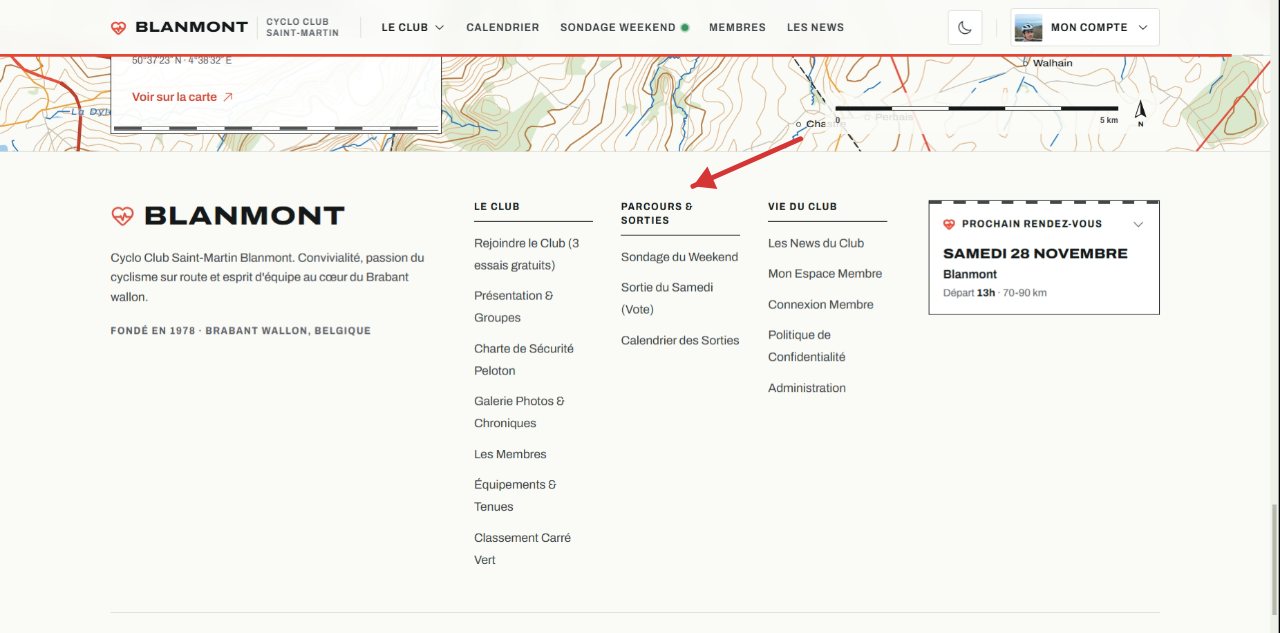 BLANMONT
CYCLO CLUB
SAINT-MARTIN
LE CLUB
CALENDRIER
SONDAGE WEEKEND
MEMBRES
LES NEWS
MON COMPTE
50°37'23" N · 4°38'32" E
Voir sur la carte
Walhain
Perbais
0
5 km
N
BLANMONT
Cyclo Club Saint-Martin Blanmont. Convivialité, passion du
cyclisme sur route et esprit d'équipe au cœur du Brabant
wallon.
FONDÉ EN 1978 · BRABANT WALLON, BELGIQUE
LE CLUB
Rejoindre le Club (3
essais gratuits)
Présentation &
Groupes
Charte de Sécurité
Peloton
Galerie Photos &
Chroniques
Les Membres
Équipements &
Tenues
Classement Carré
Vert
PARCOURS &
SORTIES
Sondage du Weekend
Sortie du Samedi
(Vote)
Calendrier des Sorties
VIE DU CLUB
Les News du Club
Mon Espace Membre
Connexion Membre
Politique de
Confidentialité
Administration
PROCHAIN RENDEZ-VOUS
SAMEDI 28 NOVEMBRE
Blanmont
Départ 13h · 70-90 km